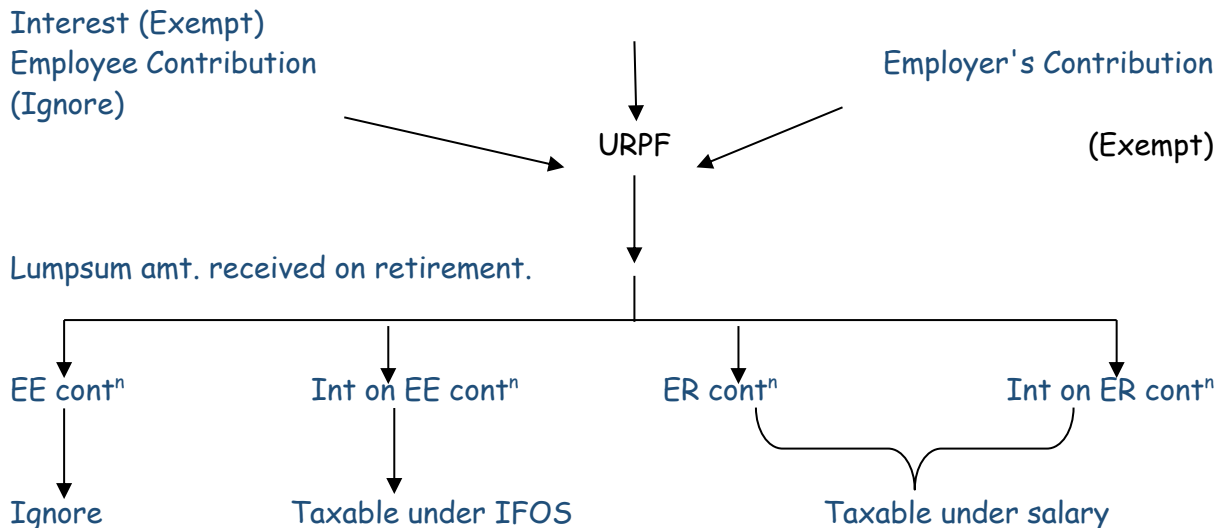 Interest (Exempt)
Employee Contribution
(Ignore)
Employer's Contribution
(Exempt)
URPF
Lumpsum amt. received on retirement.
EE contⁿ
Int on EE contⁿ
ER contⁿ
Int on ER contⁿ
Ignore
Taxable under IFOS
Taxable under salary